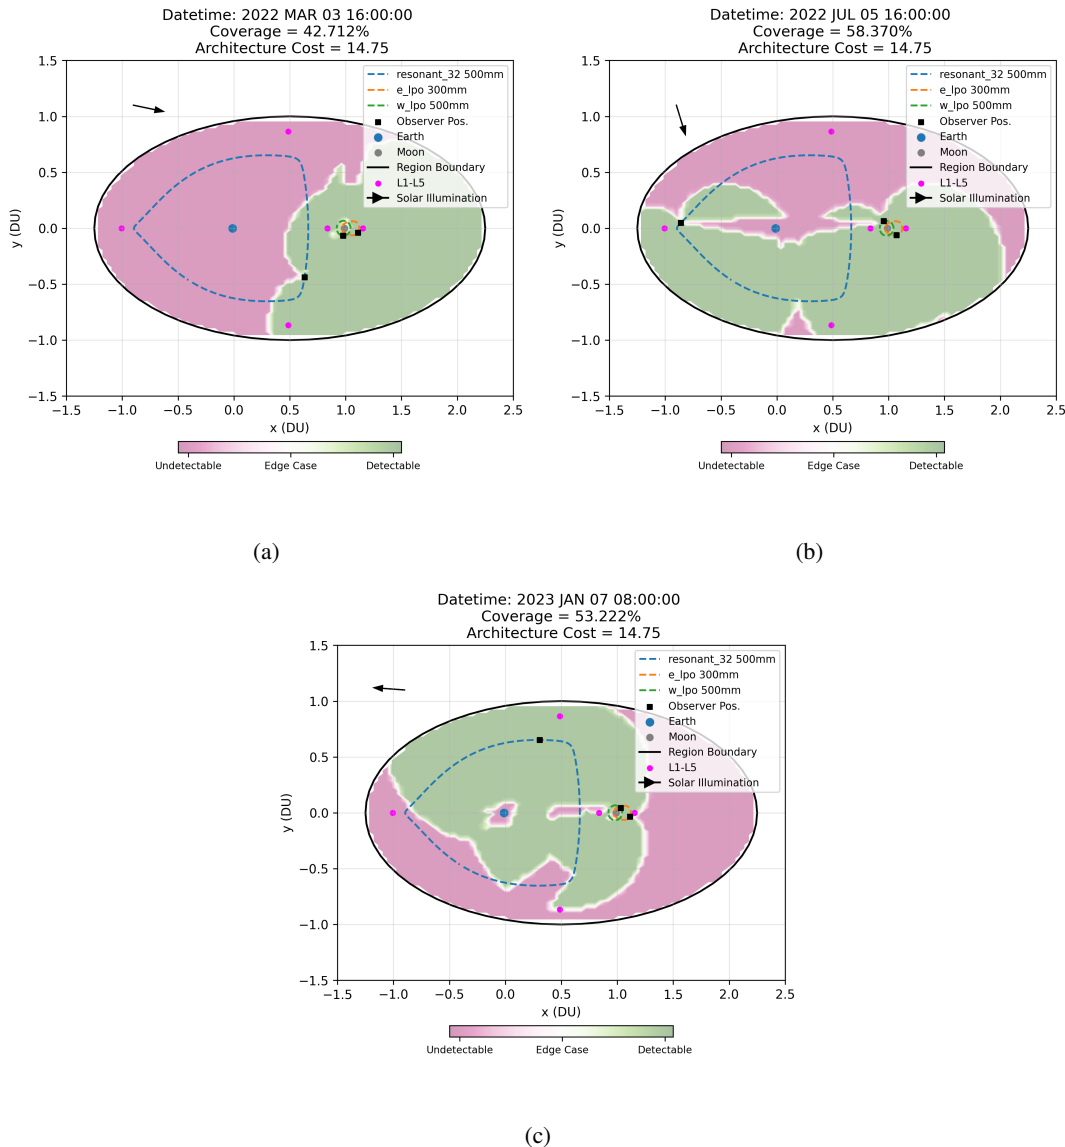 Datetime: 2022 MAR 03 16:00:00
Coverage = 42.712%
Architecture Cost = 14.75
1.5
1.0
0.5
0.0
−0.5
−1.0
−1.5
y (DU)
resonant_32 500mm
e_lpo 300mm
w_lpo 500mm
Observer Pos.
Earth
Moon
Region Boundary
L1-L5
Solar Illumination
−1.5 −1.0 −0.5 0.0 0.5 1.0 1.5 2.0 2.5
x (DU)
Undetectable Edge Case Detectable
(a)
Datetime: 2022 JUL 05 16:00:00
Coverage = 58.370%
Architecture Cost = 14.75
1.5
1.0
0.5
0.0
−0.5
−1.0
−1.5
y (DU)
resonant_32 500mm
e_lpo 300mm
w_lpo 500mm
Observer Pos.
Earth
Moon
Region Boundary
L1-L5
Solar Illumination
−1.5 −1.0 −0.5 0.0 0.5 1.0 1.5 2.0 2.5
x (DU)
Undetectable Edge Case Detectable
(b)
Datetime: 2023 JAN 07 08:00:00
Coverage = 53.222%
Architecture Cost = 14.75
1.5
1.0
0.5
0.0
−0.5
−1.0
−1.5
y (DU)
resonant_32 500mm
e_lpo 300mm
w_lpo 500mm
Observer Pos.
Earth
Moon
Region Boundary
L1-L5
Solar Illumination
−1.5 −1.0 −0.5 0.0 0.5 1.0 1.5 2.0 2.5
x (DU)
Undetectable Edge Case Detectable
(c)